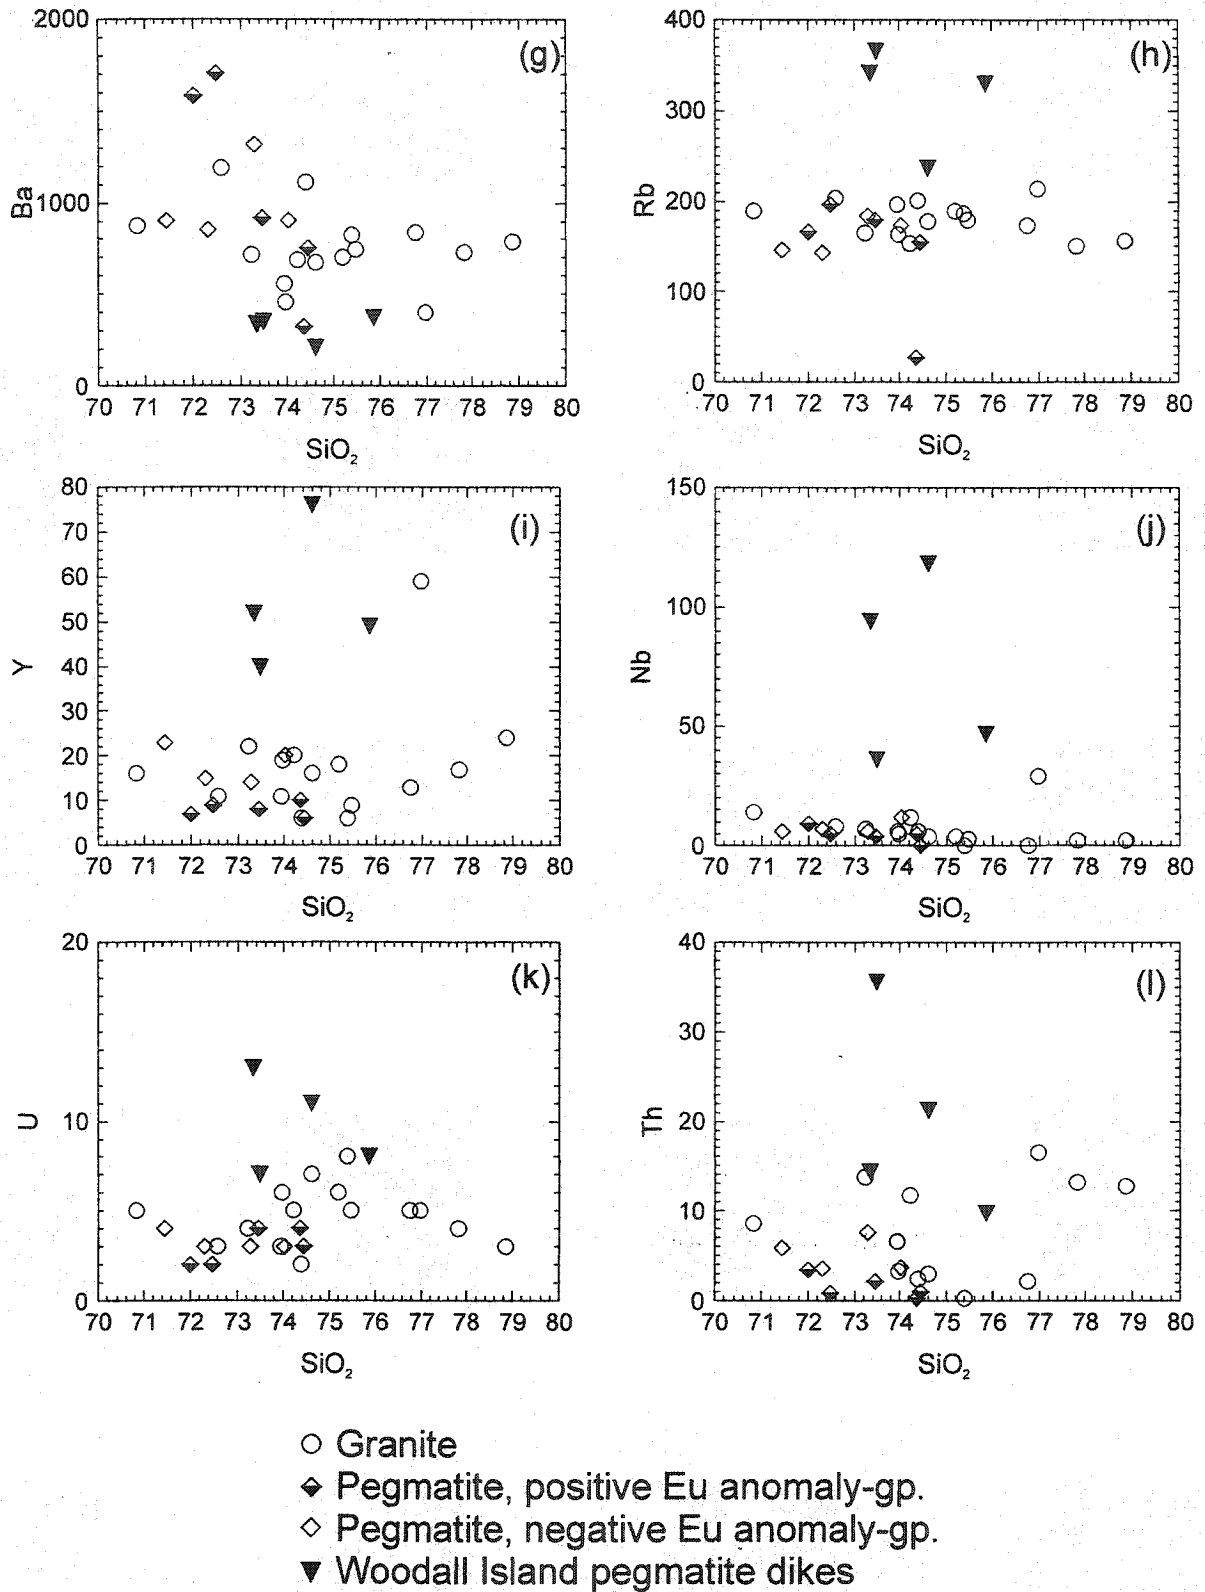 2000
(g)
Ba
1000
0
70 71 72 73 74 75 76 77 78 79 80
SiO₂
400
(h)
300
Rb
200
100
0
70 71 72 73 74 75 76 77 78 79 80
SiO₂
80
(i)
70
60
50
Y
40
30
20
10
0
70 71 72 73 74 75 76 77 78 79 80
SiO₂
150
(j)
100
Nb
50
0
70 71 72 73 74 75 76 77 78 79 80
SiO₂
20
(k)
U
10
0
70 71 72 73 74 75 76 77 78 79 80
SiO₂
40
(l)
30
Th
20
10
0
70 71 72 73 74 75 76 77 78 79 80
SiO₂
Granite
Pegmatite, positive Eu anomaly-gp.
Pegmatite, negative Eu anomaly-gp.
Woodall Island pegmatite dikes